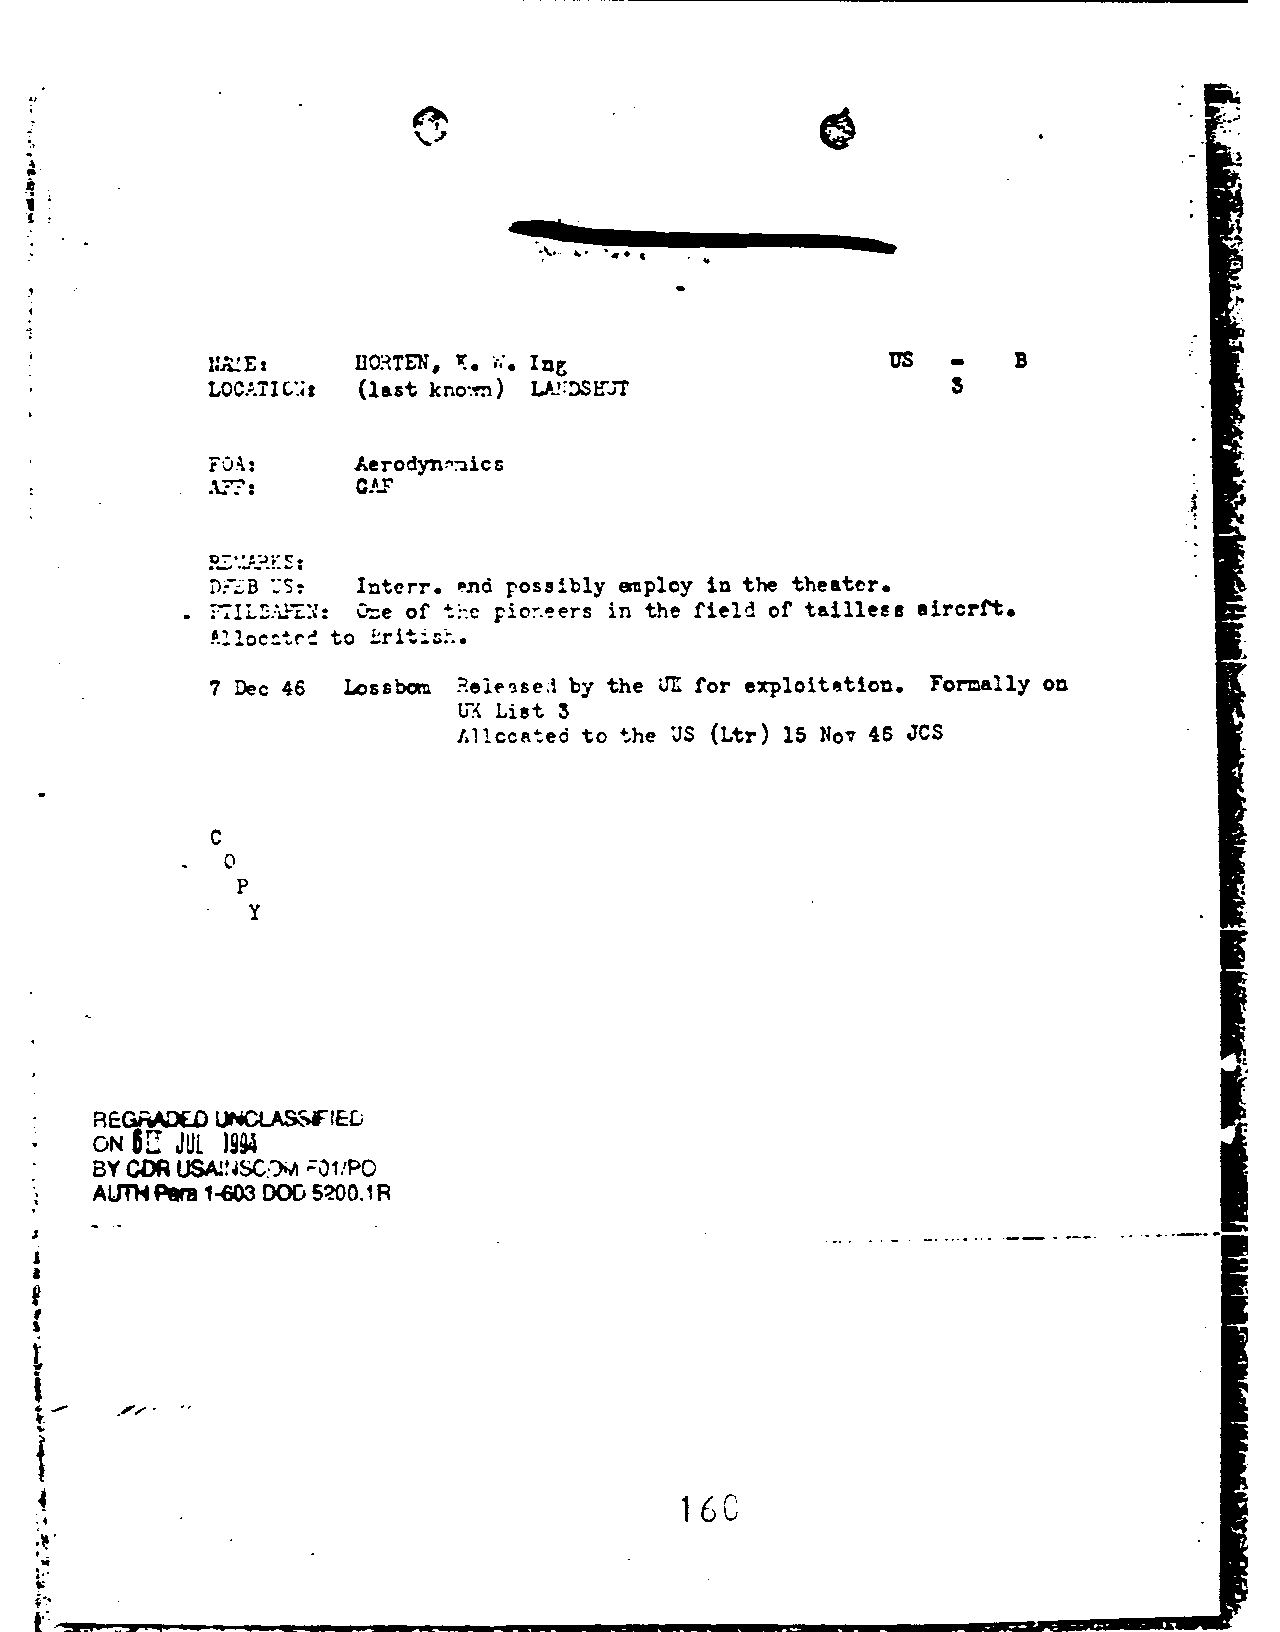 NAME: HORTEN, K. W. Ing US - B
LOCATION: (last known) LANDSHUT 3
FOA: Aerodynamics
AFF: GAF
REMARKS:
Interr. and possibly employ in the theater.
One of the pioneers in the field of tailless aircrft.
Allocated to British.
7 Dec 46 Lossbom Released by the UK for exploitation. Formally on
UK List 3
Allocated to the US (Ltr) 15 Nov 46 JCS
C
O
P
Y
REGRADED UNCLASSIFIED
ON JUL 1994
BY CDR USAINSCOM F01/PO
AUTH Para 1-603 DOD 5200.1R
160